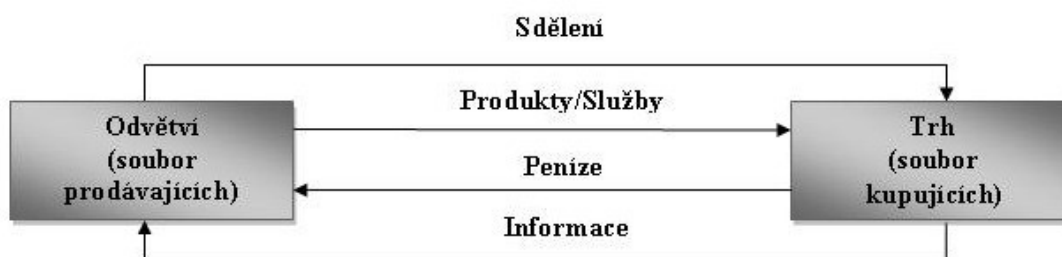 Sdělení
Produkty/Služby
Odvětví
(soubor
prodávajících)
Trh
(soubor
kupujících)
Peníze
Informace